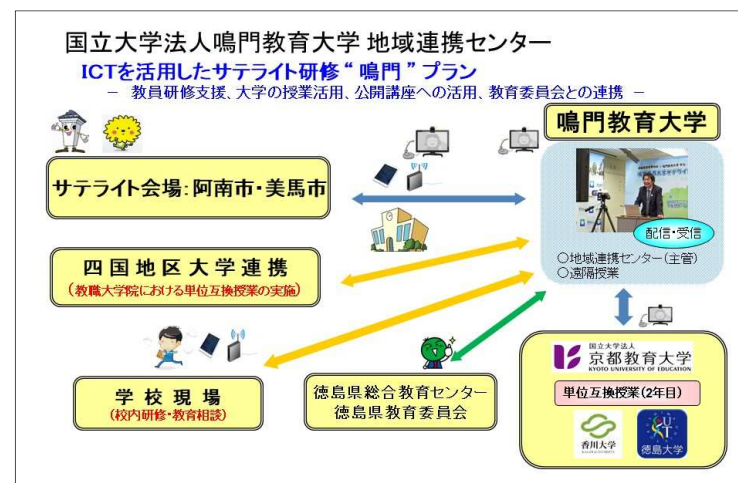 国立大学法人鳴門教育大学 地域連携センター
ICTを活用したサテライト研修“鳴門”プラン
－ 教員研修支援、大学の授業活用、公開講座への活用、教育委員会との連携 －
鳴門教育大学
サテライト会場：阿南市・美馬市
配信・受信
○地域連携センター（主管）
○遠隔授業
四国地区大学連携
（教職大学院における単位互換授業の実施）
学校現場
（校内研修・教育相談）
徳島県総合教育センター
徳島県教育委員会
国立大学法人
京都教育大学
KYOTO UNIVERSITY OF EDUCATION
単位互換授業（2年目）
香川大学
徳島大学